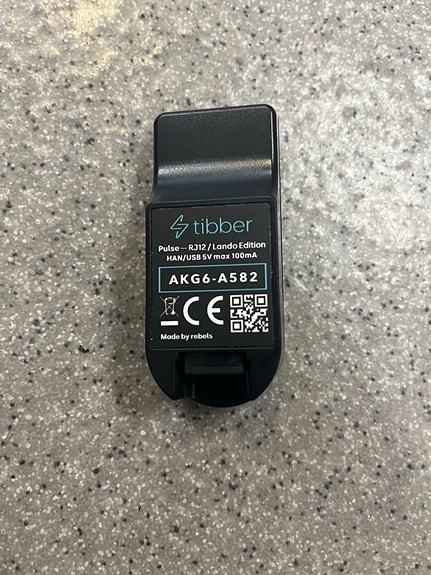 tibber
Pulse — RJ12 / Lando Edition
HAN/USB 5V max 100mA
AKG6-A582
CE
Made by rebels